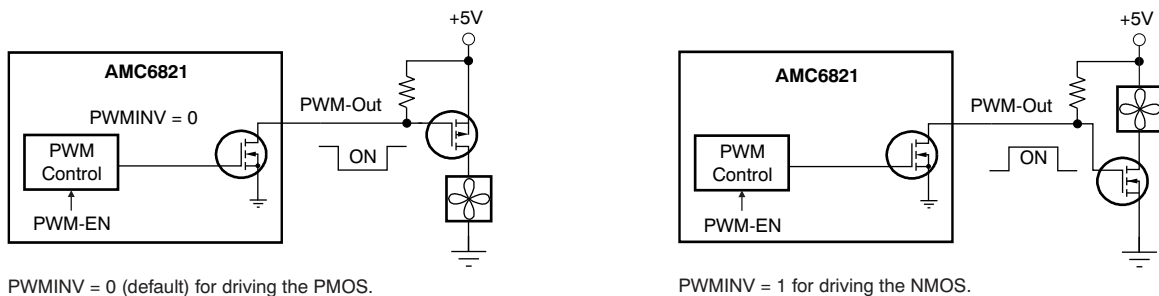 +5V
AMC6821
PWMINV = 0
PWM-Out
PWM
Control
ON
PWM-EN
PWMINV = 0 (default) for driving the PMOS.
+5V
AMC6821
PWM-Out
PWM
Control
ON
PWM-EN
PWMINV = 1 for driving the NMOS.